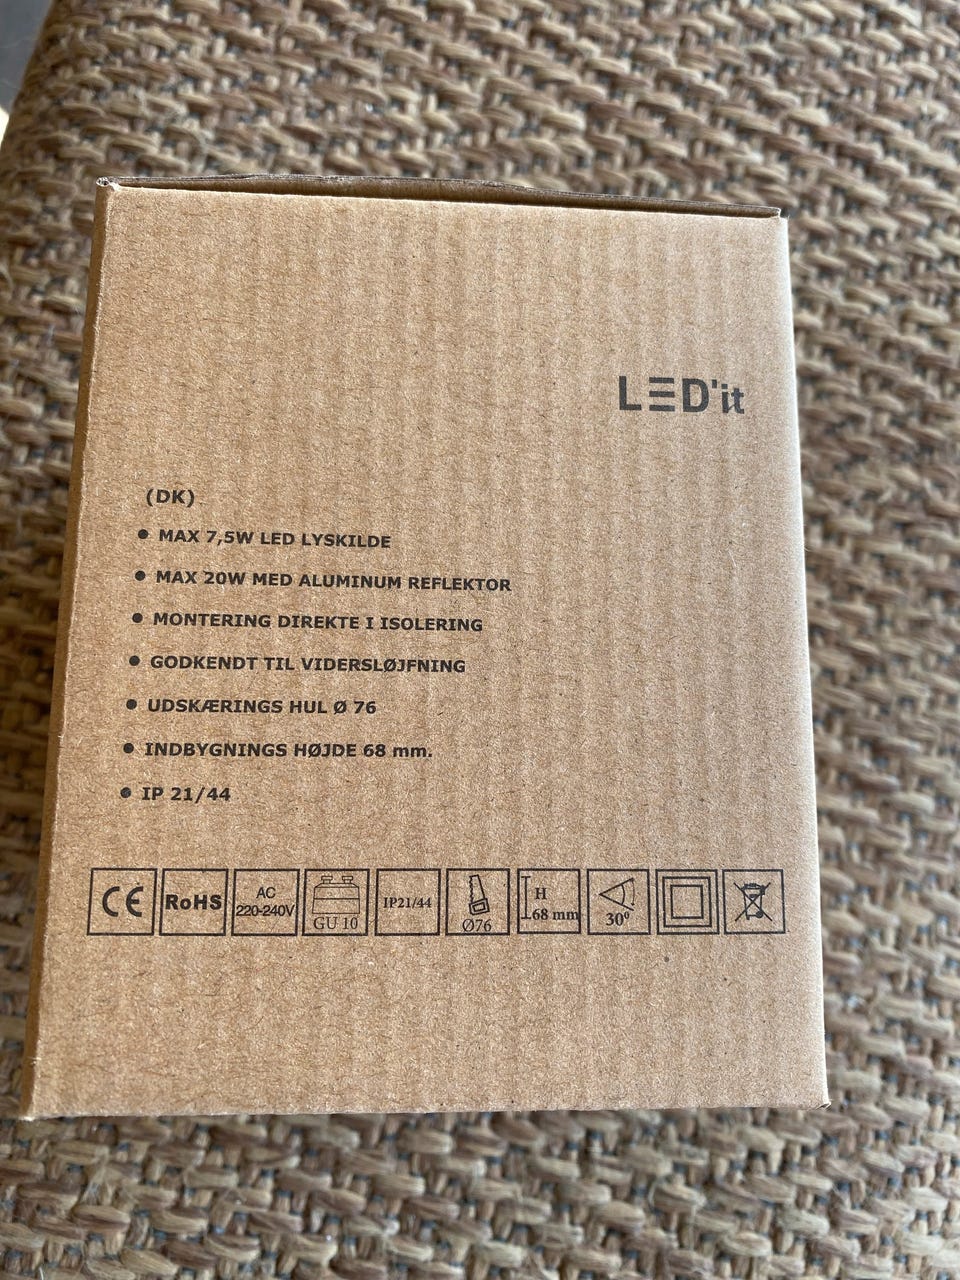 LED'it
(DK)
• MAX 7,5W LED LYSKILDE
• MAX 20W MED ALUMINUM REFLEKTOR
• MONTERING DIREKTE I ISOLERING
• GODKENDT TIL VIDERSLØJFNING
• UDSKÆRINGS HUL Ø 76
• INDBYGNINGS HØJDE 68 mm.
• IP 21/44
CE
RoHS
AC
220-240V
GU 10
IP21/44
Ø76
H
68 mm
30°